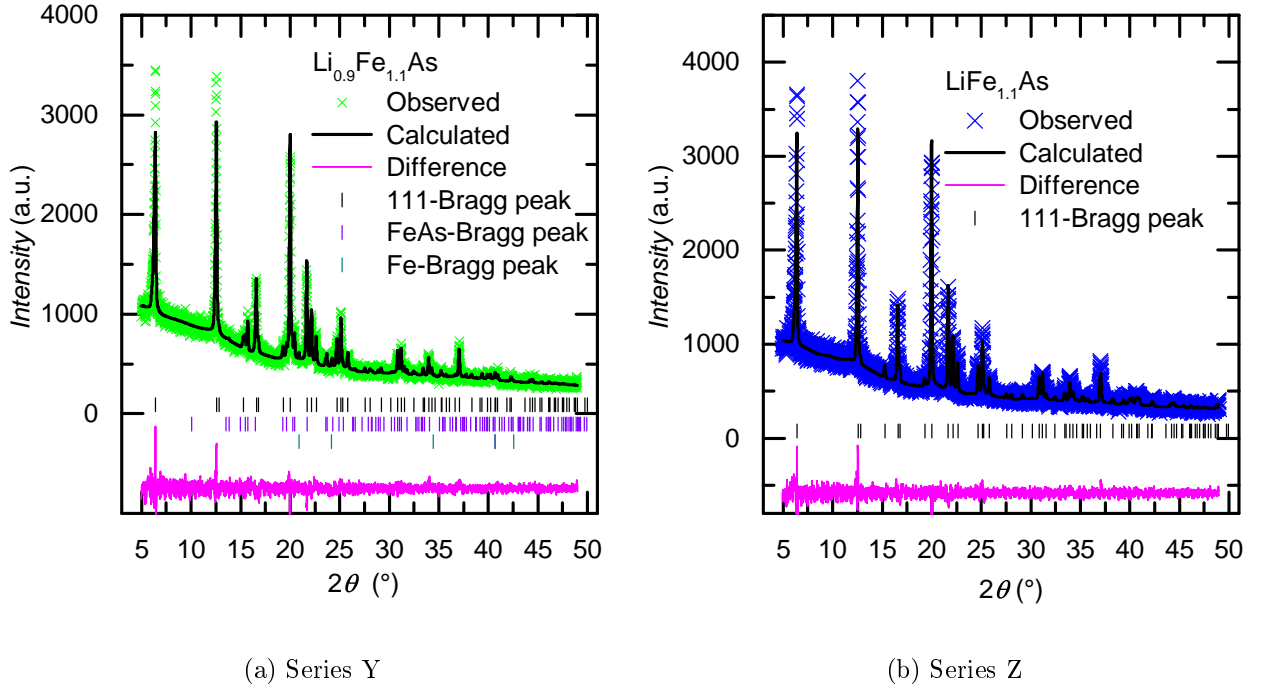 4000
3000
2000
1000
0
Intensity (a.u.)
Li0.9Fe1.1As
Observed
Calculated
Difference
111-Bragg peak
FeAs-Bragg peak
Fe-Bragg peak
5 10 15 20 25 30 35 40 45 50
2θ (°)
(a) Series Y
4000
3000
2000
1000
0
Intensity (a.u.)
LiFe1.1As
Observed
Calculated
Difference
111-Bragg peak
5 10 15 20 25 30 35 40 45 50
2θ (°)
(b) Series Z